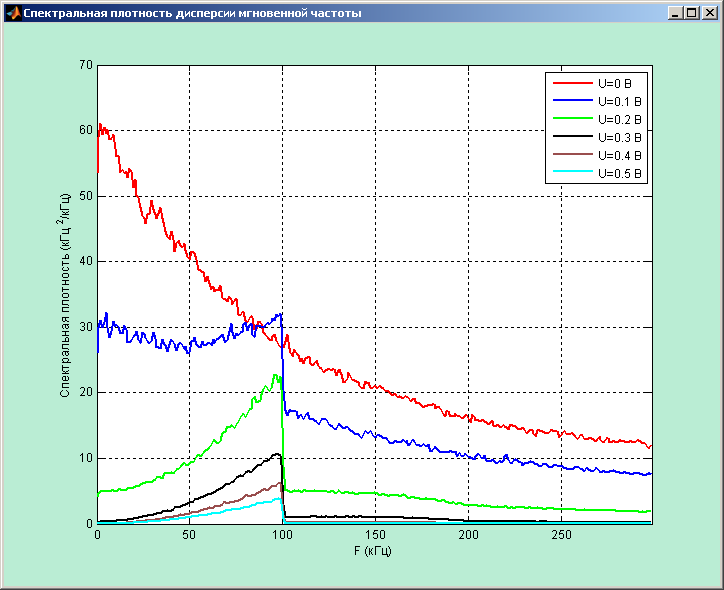 Спектральная плотность дисперсии мгновенной частоты
70
60
50
40
30
20
10
0
0
50
100
150
200
250
F (кГц)
Спектральная плотность (кГц ²/кГц)
U=0 В
U=0.1 В
U=0.2 В
U=0.3 В
U=0.4 В
U=0.5 В